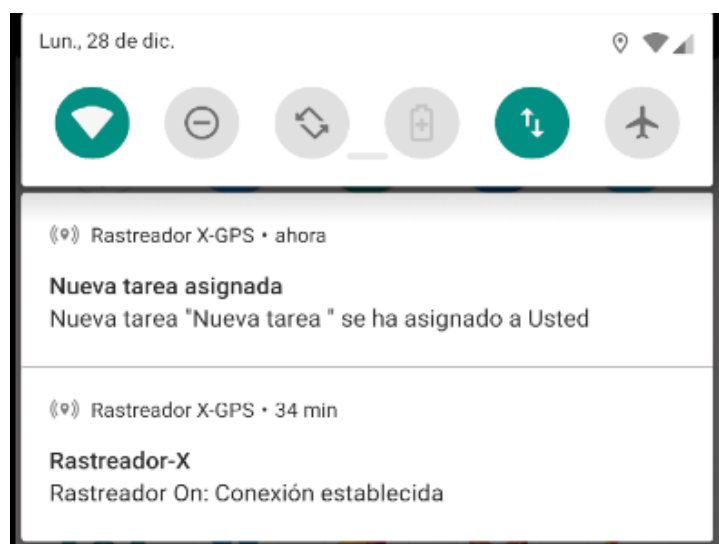 Lun., 28 de dic.
Rastreador X-GPS • ahora
Nueva tarea asignada
Nueva tarea "Nueva tarea " se ha asignado a Usted
Rastreador X-GPS • 34 min
Rastreador-X
Rastreador On: Conexión establecida